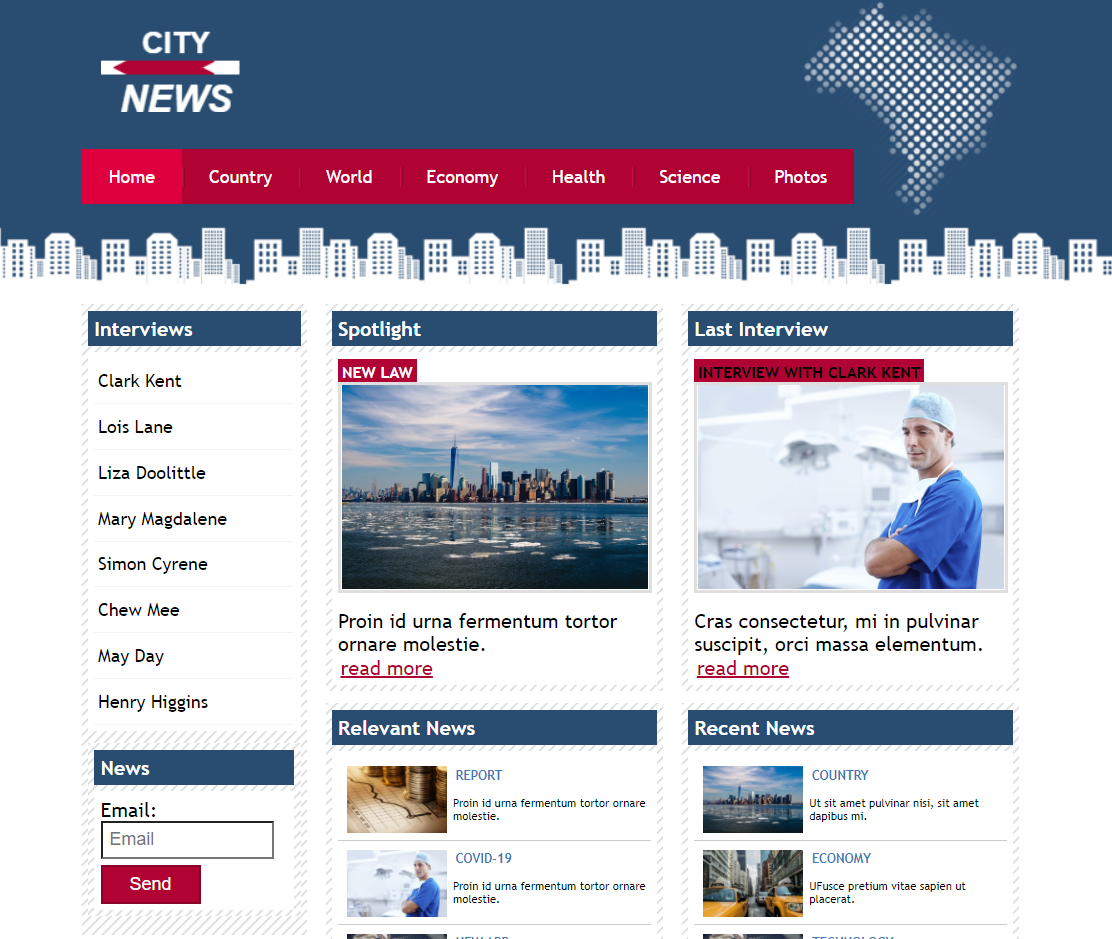 CITY
NEWS
Home
Country
World
Economy
Health
Science
Photos
Interviews
Clark Kent
Lois Lane
Liza Doolittle
Mary Magdalene
Simon Cyrene
Chew Mee
May Day
Henry Higgins
News
Email:
Email
Send
Spotlight
NEW LAW
Proin id urna fermentum tortor
ornare molestie.
read more
Last Interview
INTERVIEW WITH CLARK KENT
Cras consectetur, mi in pulvinar
suscipit, orci massa elementum.
read more
Relevant News
REPORT
Proin id urna fermentum tortor ornare
molestie.
COVID-19
Proin id urna fermentum tortor ornare
molestie.
NEW APP
Recent News
COUNTRY
Ut sit amet pulvinar nisi, sit amet
dapibus mi.
ECONOMY
UFusce pretium vitae sapien ut
placerat.
TECHNOLOGY